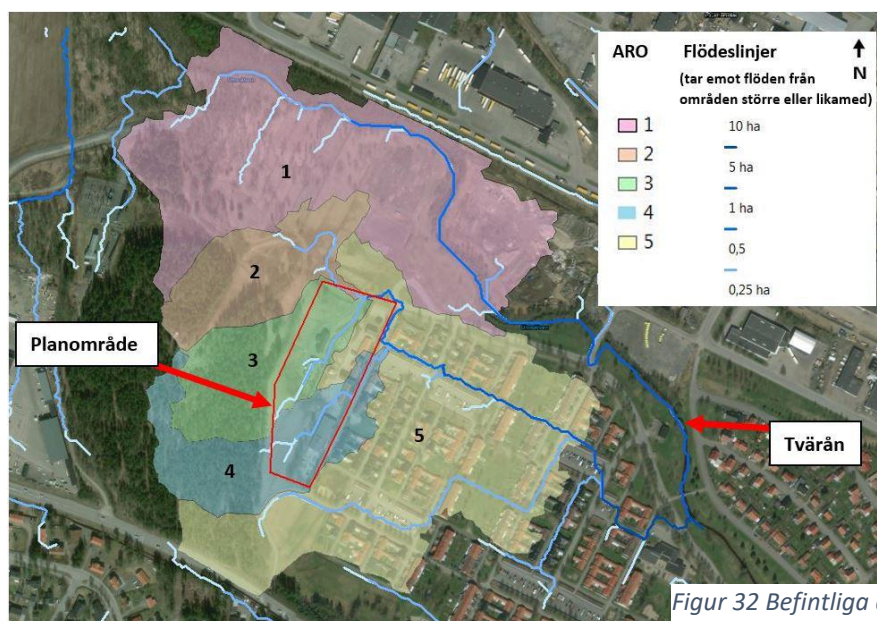 ARO Flödeslinjer
N
(tar emot flöden från
områden större eller likamed)
1 10 ha
2 5 ha
3 1 ha
4 0,5
5 0,25 ha
1
2
Planområde
3
4
5
Tvärån
Figur 32 Befintliga